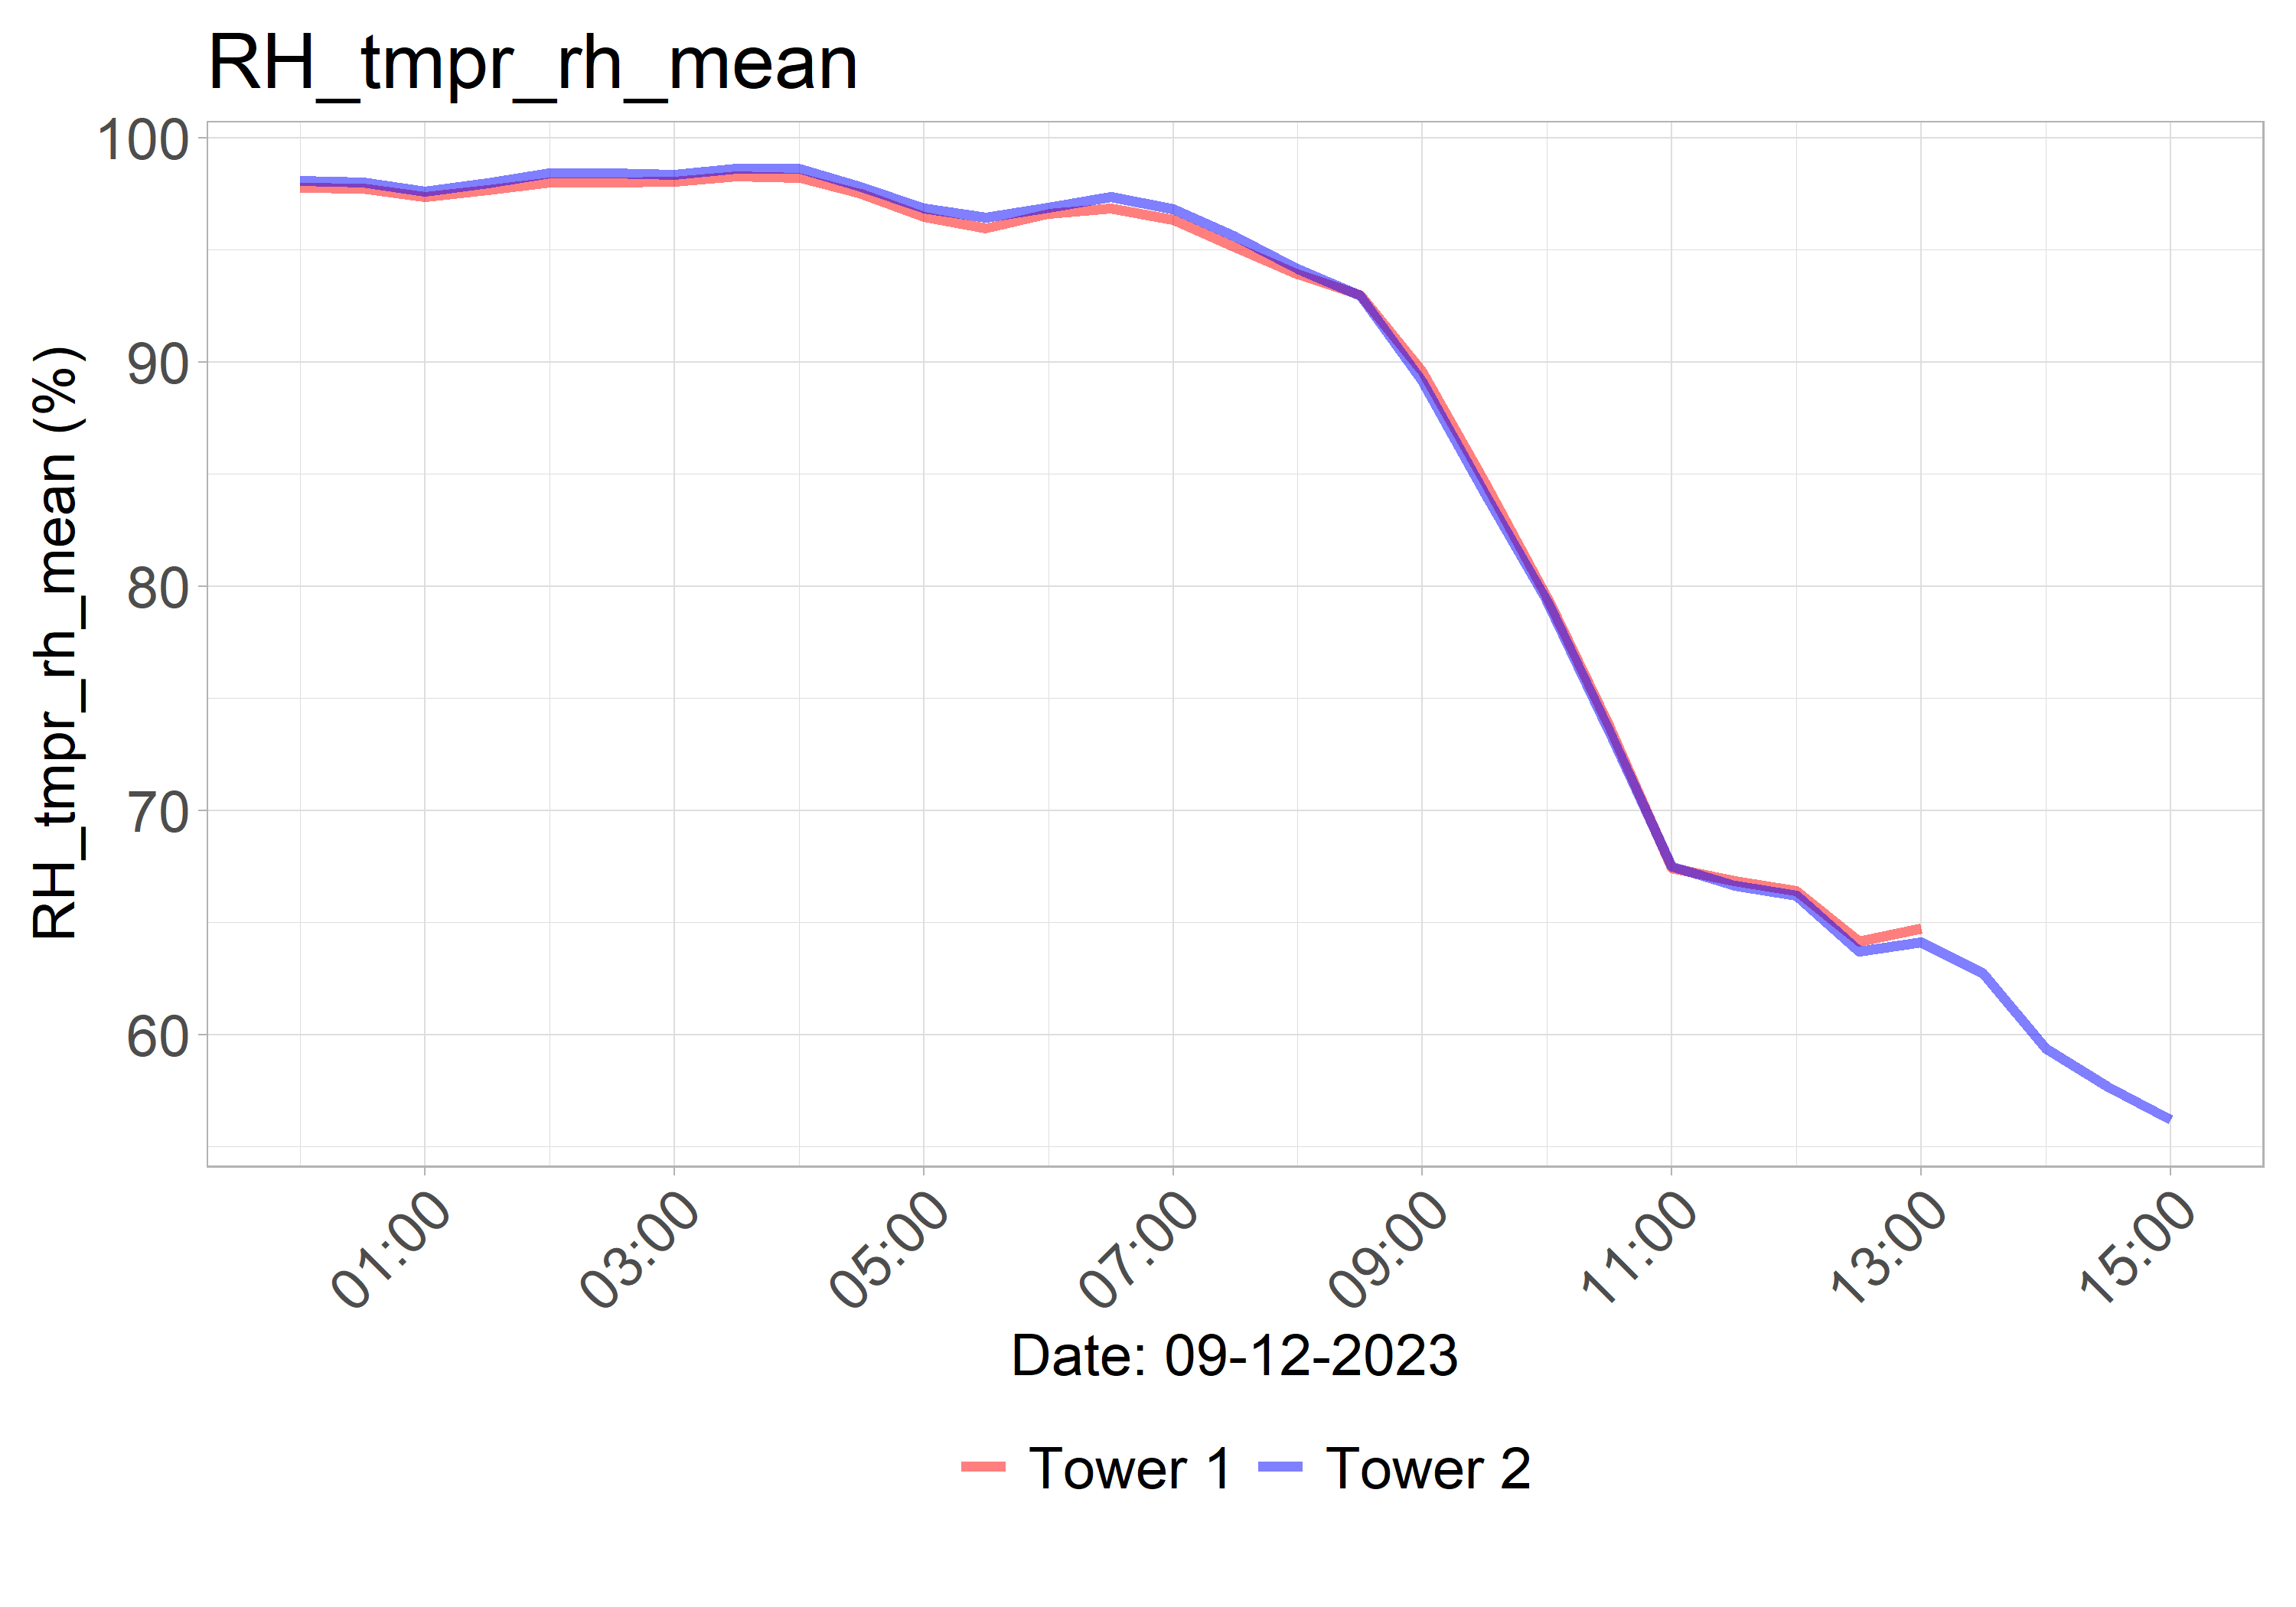 RH_tmpr_rh_mean
RH_tmpr_rh_mean (%)
100
90
80
70
60
01:00 03:00 05:00 07:00 09:00 11:00 13:00 15:00
Date: 09-12-2023
Tower 1 Tower 2